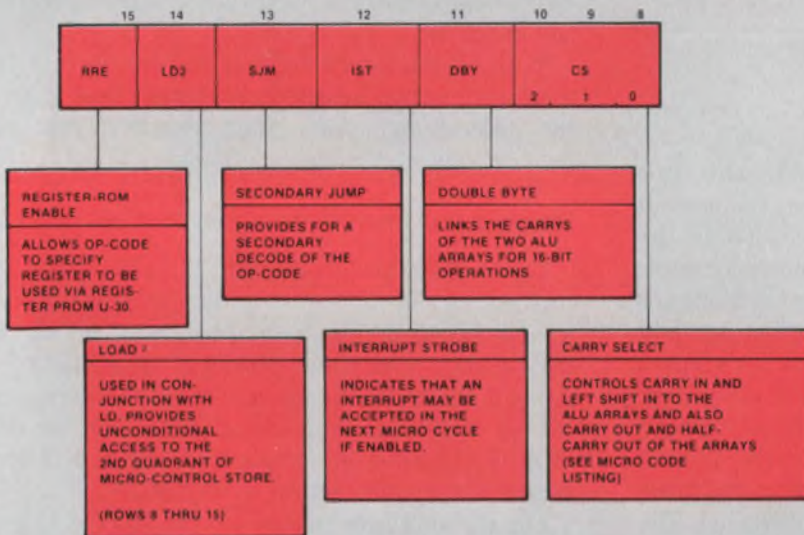 15 14 13 12 11 10 9 8
RRE LD2 SJM IST DBY CS
2 1 0
REGISTER-ROM
ENABLE
ALLOWS OP-CODE
TO SPECIFY
REGISTER TO BE
USED VIA REGIS-
TER PROM U-30.
SECONDARY JUMP
PROVIDES FOR A
SECONDARY
DECODE OF THE
OP-CODE
DOUBLE BYTE
LINKS THE CARRYS
OF THE TWO ALU
ARRAYS FOR 16-BIT
OPERATIONS
LOAD 2
USED IN CON-
JUNCTION WITH
LD. PROVIDES
UNCONDITIONAL
ACCESS TO THE
2ND QUADRANT OF
MICRO-CONTROL STORE.
(ROWS 8 THRU 15)
INTERRUPT STROBE
INDICATES THAT AN
INTERRUPT MAY BE
ACCEPTED IN THE
NEXT MICRO CYCLE
IF ENABLED.
CARRY SELECT
CONTROLS CARRY IN AND
LEFT SHIFT IN TO THE
ALU ARRAYS AND ALSO
CARRY OUT AND HALF-
CARRY OUT OF THE ARRAYS
(SEE MICRO CODE
LISTING)